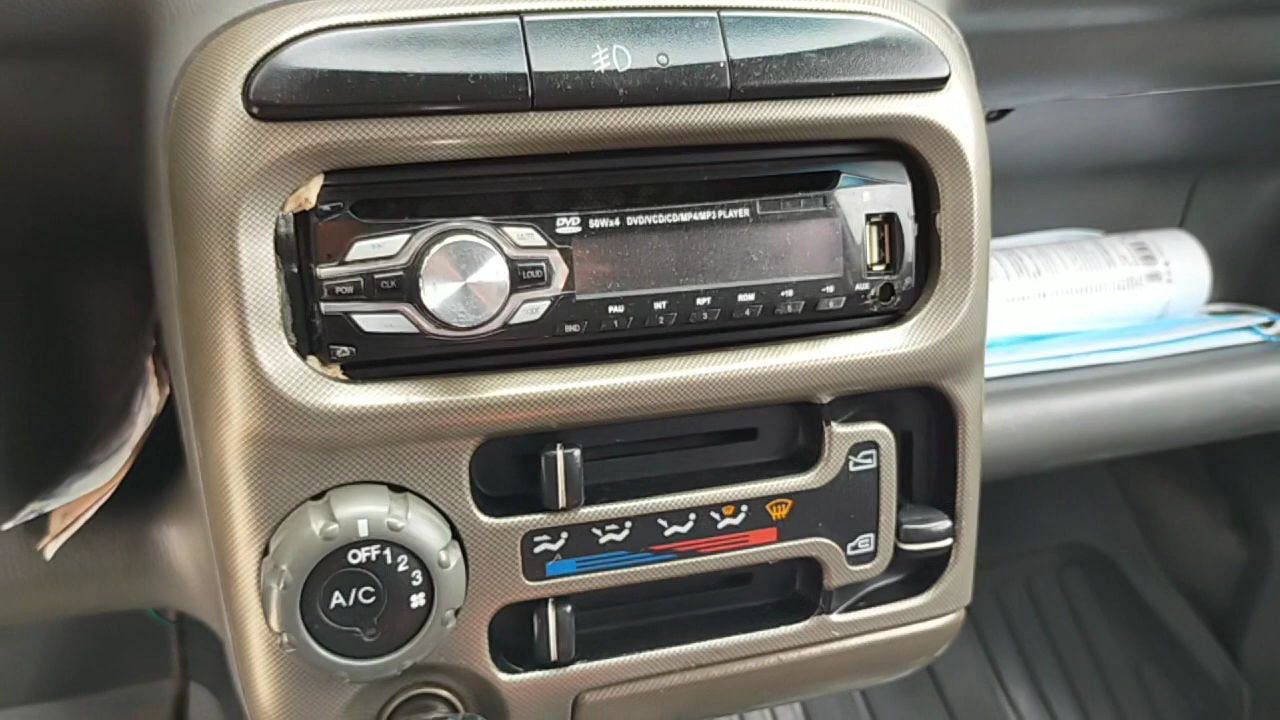 DVD 50Wx4 DVD/VCD/CD/MP4/MP3 PLAYER
POW CLK LOUD
AUX
PAU INT RPT RDM +10 -10
BND 1 2 3 4 5 6
OFF 1 2 3
A/C